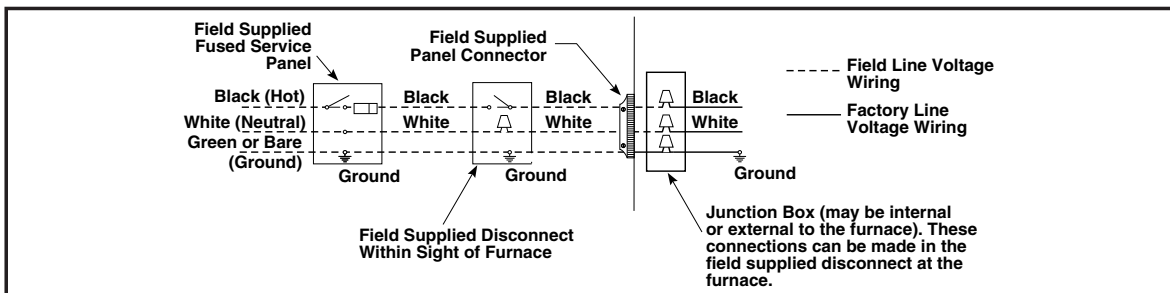 Field Supplied
Fused Service
Panel
Field Supplied
Panel Connector
Field Line Voltage
Wiring
Factory Line
Voltage Wiring
Black (Hot)
Black
Black
Black
White (Neutral)
White
White
White
Green or Bare
(Ground)
Ground
Ground
Ground
Field Supplied Disconnect
Within Sight of Furnace
Junction Box (may be internal
or external to the furnace). These
connections can be made in the
field supplied disconnect at the
furnace.